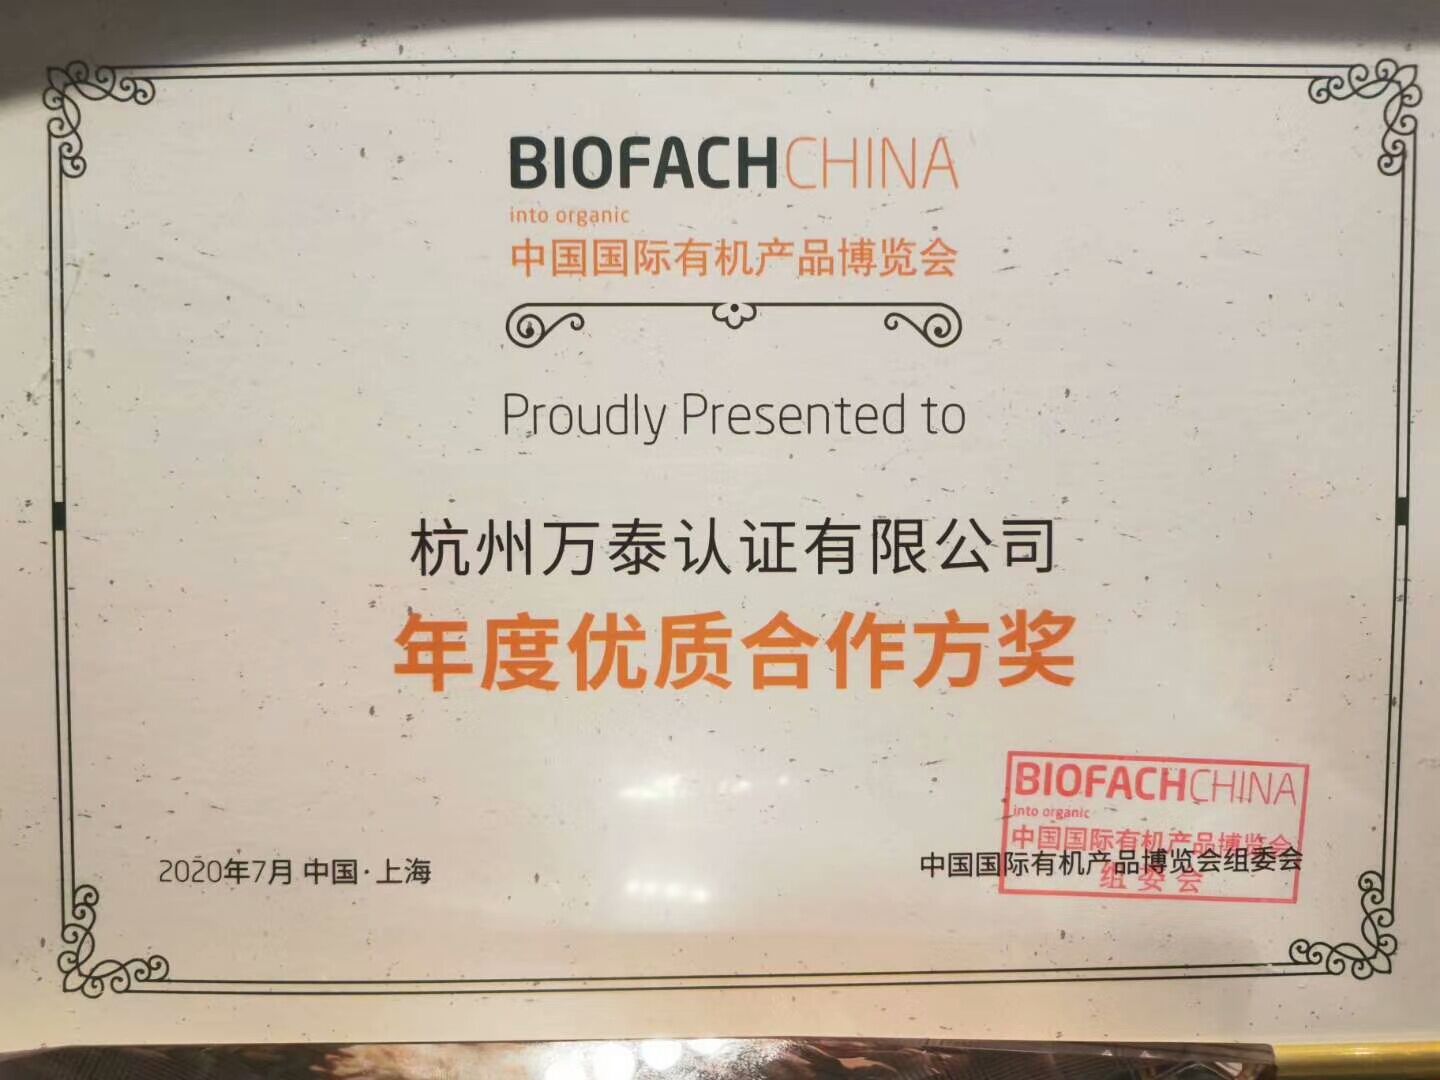 BIOFACHCHINA
into organic
中国国际有机产品博览会
Proudly Presented to
杭州万泰认证有限公司
年度优质合作方奖
BIOFACHCHINA
into organic
中国国际有机产品博览会
组委会
2020年7月 中国·上海
中国国际有机产品博览会组委会